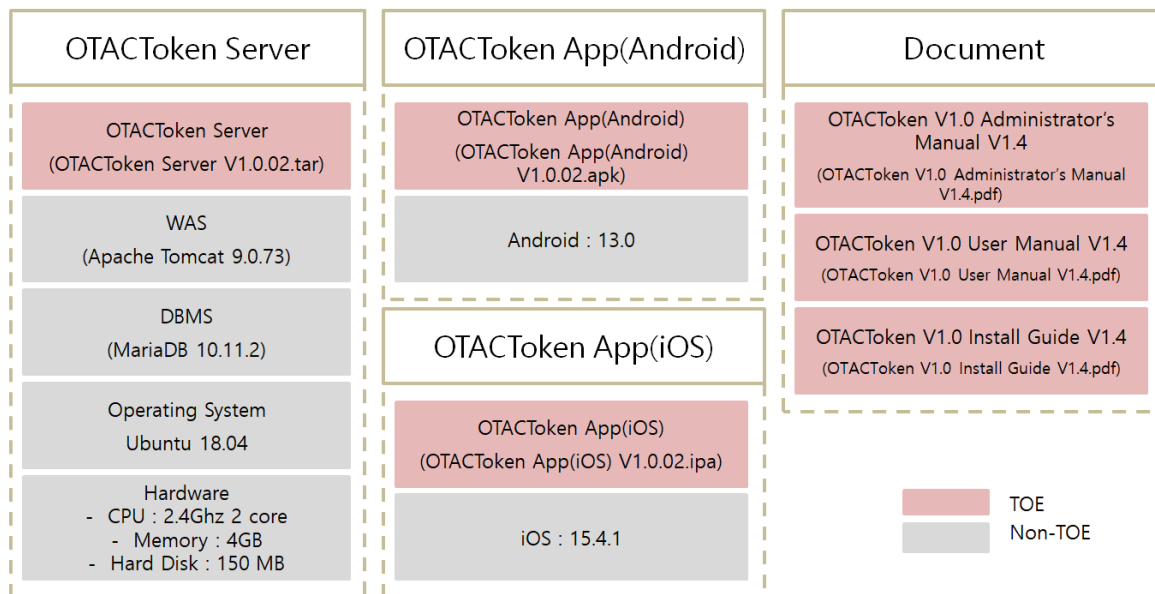 OTACToken Server
OTACToken Server
(OTACToken Server V1.0.02.tar)
WAS
(Apache Tomcat 9.0.73)
DBMS
(MariaDB 10.11.2)
Operating System
Ubuntu 18.04
Hardware
- CPU : 2.4Ghz 2 core
- Memory : 4GB
- Hard Disk : 150 MB
OTACToken App(Android)
OTACToken App(Android)
(OTACToken App(Android)
V1.0.02.apk)
Android : 13.0
OTACToken App(iOS)
OTACToken App(iOS)
(OTACToken App(iOS) V1.0.02.ipa)
iOS : 15.4.1
Document
OTACToken V1.0 Administrator’s
Manual V1.4
(OTACToken V1.0 Administrator’s Manual
V1.4.pdf)
OTACToken V1.0 User Manual V1.4
(OTACToken V1.0 User Manual V1.4.pdf)
OTACToken V1.0 Install Guide V1.4
(OTACToken V1.0 Install Guide V1.4.pdf)
TOE
Non-TOE